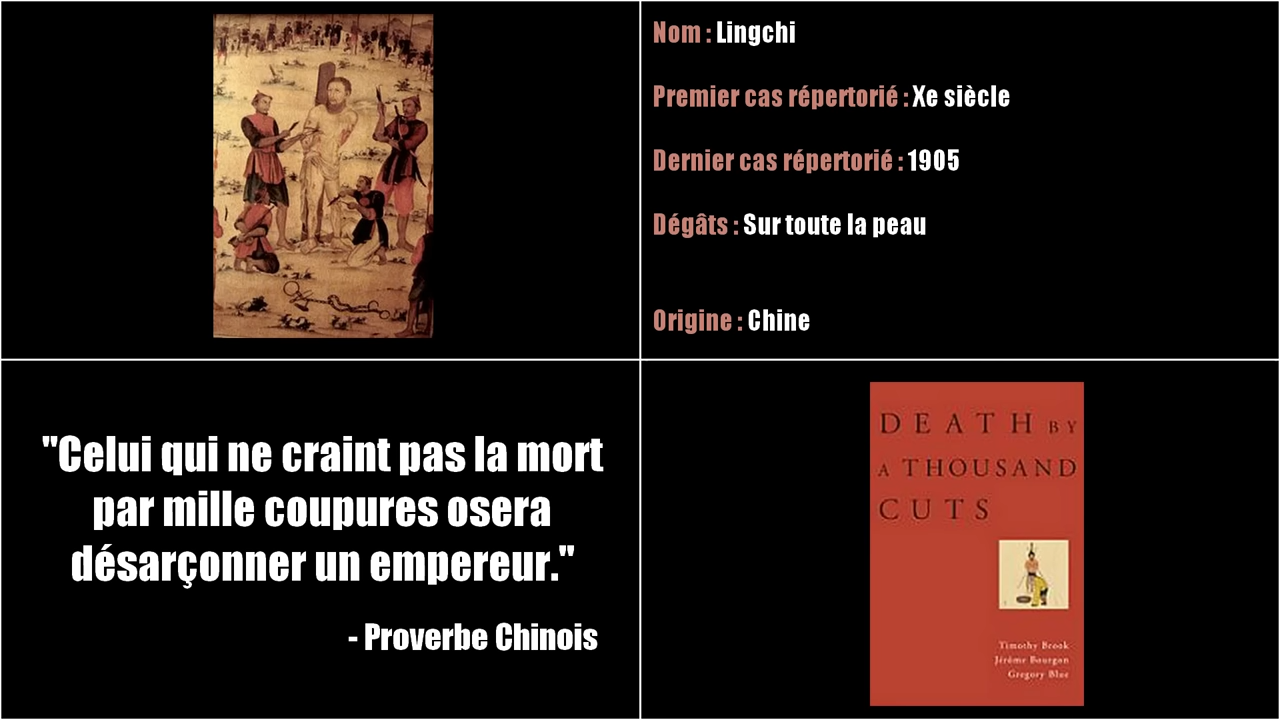 Nom : Lingchi
Premier cas répertorié : Xe siècle
Dernier cas répertorié : 1905
Dégâts : Sur toute la peau
Origine : Chine
"Celui qui ne craint pas la mort
par mille coupures osera
désarçonner un empereur."
- Proverbe Chinois
DEATH BY
A THOUSAND
CUTS
Timothy Brook
Jérôme Bourgon
Gregory Blue